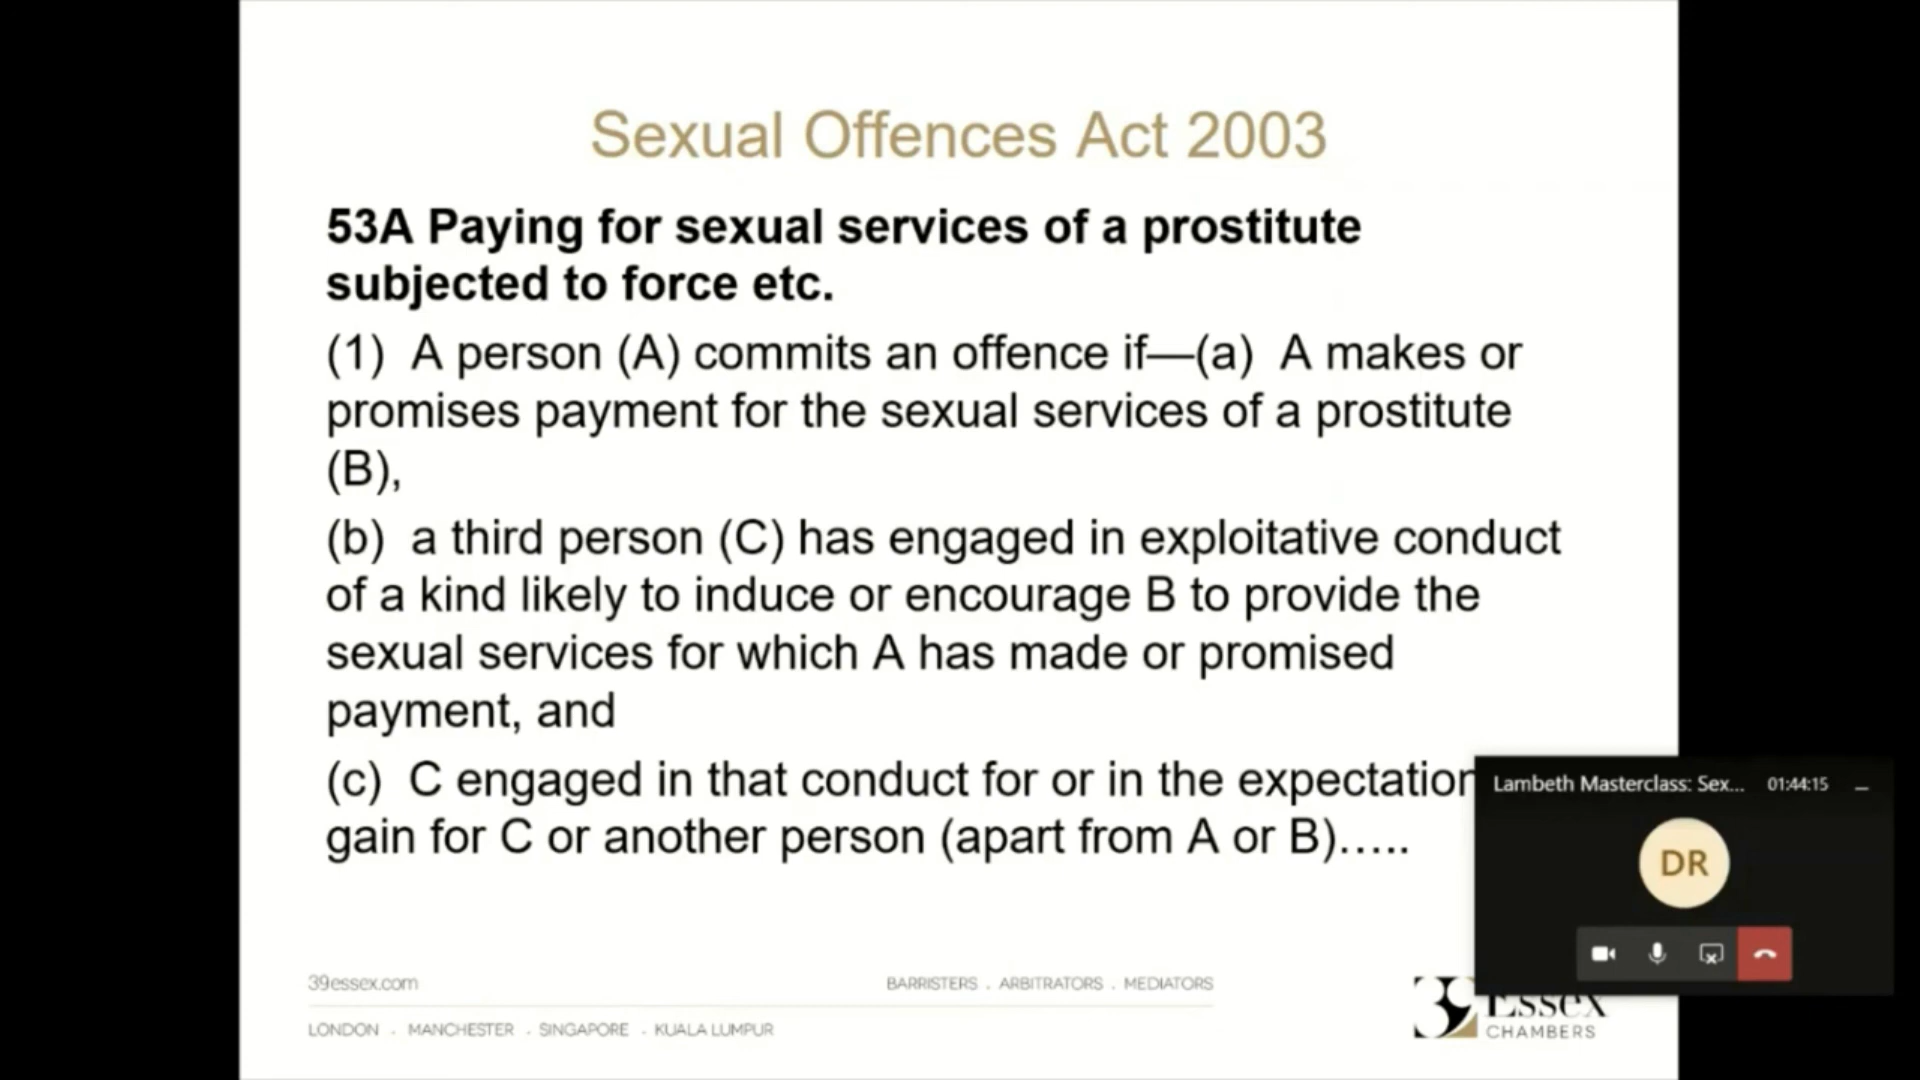 Sexual Offences Act 2003
53A Paying for sexual services of a prostitute
subjected to force etc.
(1) A person (A) commits an offence if—(a) A makes or
promises payment for the sexual services of a prostitute
(B),
(b) a third person (C) has engaged in exploitative conduct
of a kind likely to induce or encourage B to provide the
sexual services for which A has made or promised
payment, and
(c) C engaged in that conduct for or in the expectation
gain for C or another person (apart from A or B)…..
Lambeth Masterclass: Sex... 01:44:15
DR
39essex.com
BARRISTERS . ARBITRATORS . MEDIATORS
LONDON . MANCHESTER . SINGAPORE . KUALA LUMPUR
39 Essex
CHAMBERS